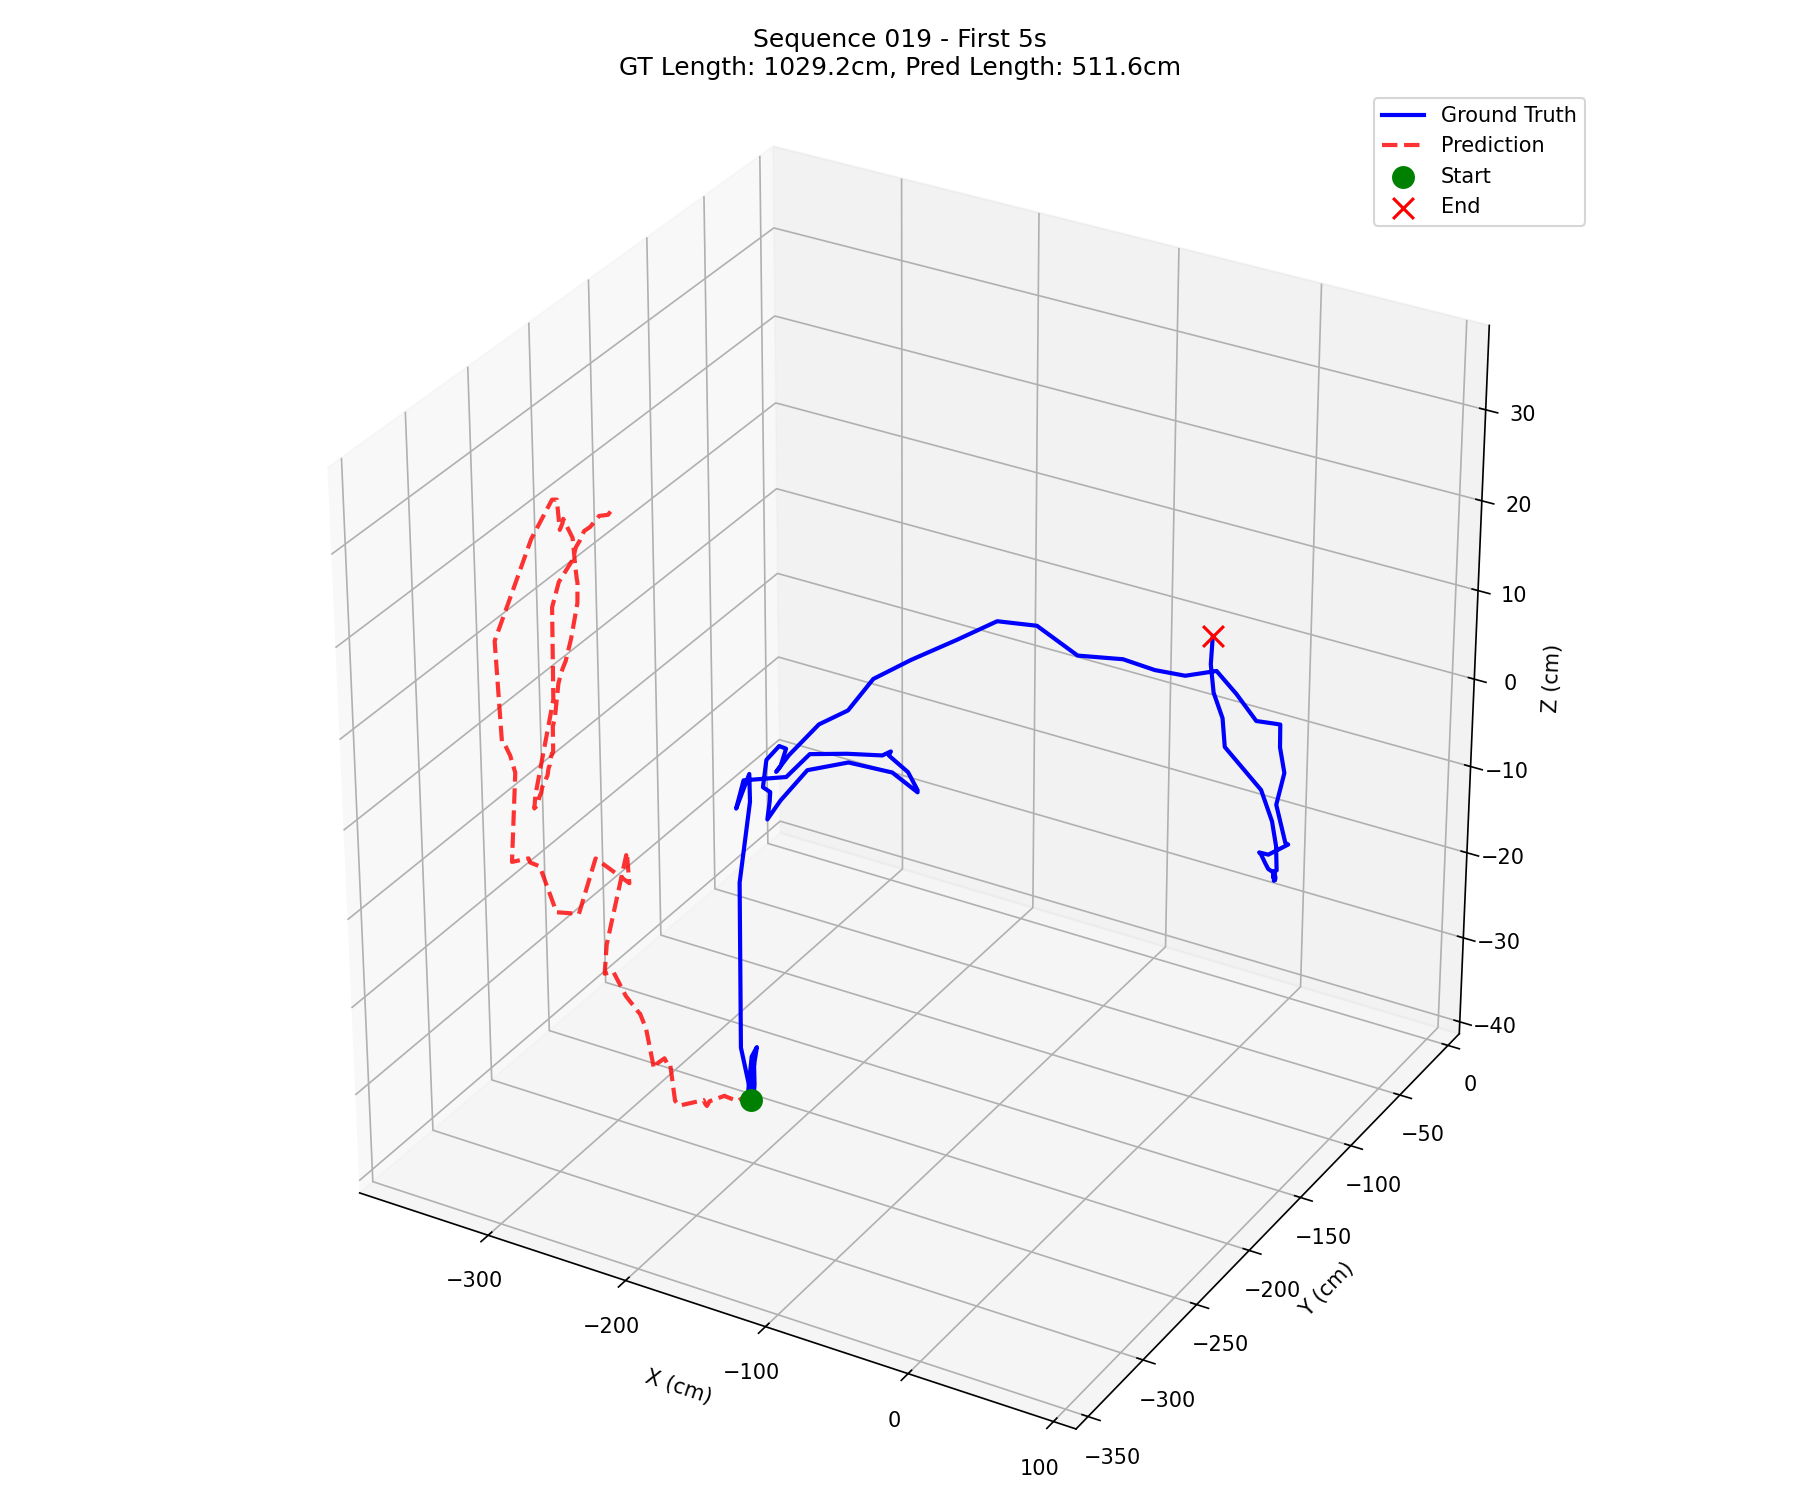 Sequence 019 - First 5s
GT Length: 1029.2cm, Pred Length: 511.6cm
Ground Truth
Prediction
Start
End
30
20
10
0
−10
−20
−30
−40
Z (cm)
0
−50
−100
−150
−200
−250
−300
−350
Y (cm)
−300
−200
−100
0
100
X (cm)